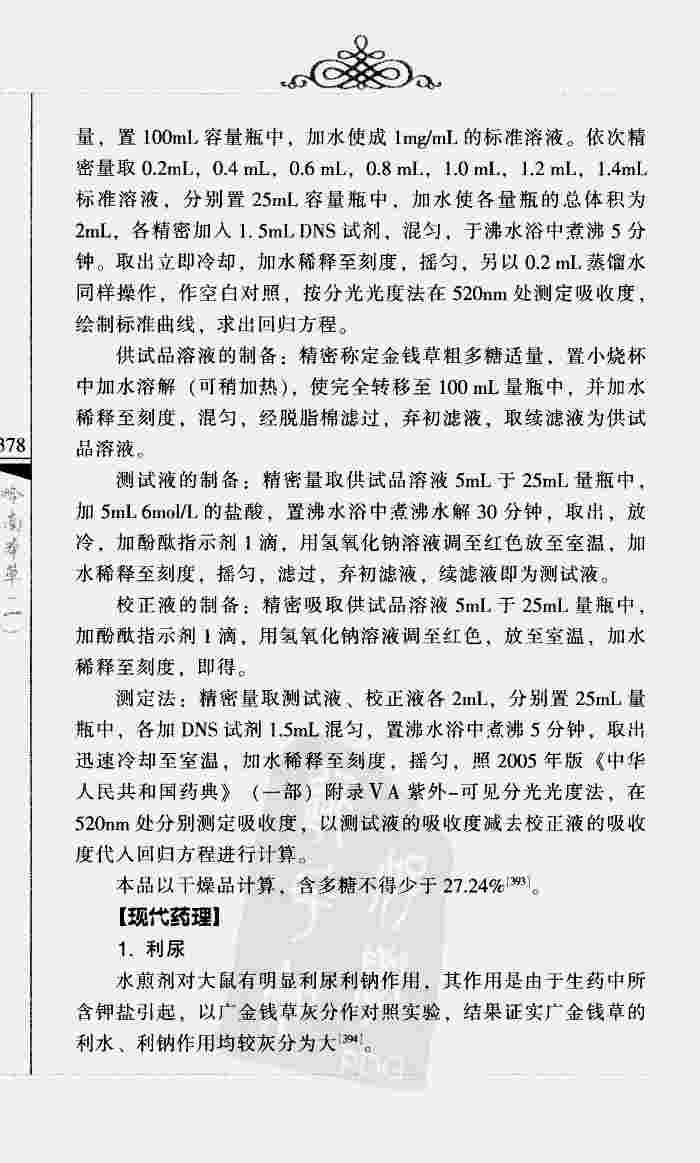 量，置 100mL 容量瓶中，加水使成 1mg/mL 的标准溶液。依次精
密量取 0.2mL，0.4 mL，0.6 mL，0.8 mL，1.0 mL，1.2 mL，1.4mL
标准溶液，分别置 25mL 容量瓶中，加水使各量瓶的总体积为
2mL，各精密加入 1. 5mL DNS 试剂，混匀，于沸水浴中煮沸 5 分
钟。取出立即冷却，加水稀释至刻度，摇匀，另以 0.2 mL 蒸馏水
同样操作，作空白对照，按分光光度法在 520nm 处测定吸收度，
绘制标准曲线，求出回归方程。
供试品溶液的制备：精密称定金钱草粗多糖适量，置小烧杯
中加水溶解（可稍加热），使完全转移至 100 mL 量瓶中，并加水
稀释至刻度，混匀，经脱脂棉滤过，弃初滤液，取续滤液为供试
品溶液。
378
岭南本草（一）
测试液的制备：精密量取供试品溶液 5mL 于 25mL 量瓶中，
加 5mL 6mol/L 的盐酸，置沸水浴中煮沸水解 30 分钟，取出，放
冷，加酚酞指示剂 1 滴，用氢氧化钠溶液调至红色放至室温，加
水稀释至刻度，摇匀，滤过，弃初滤液，续滤液即为测试液。
校正液的制备：精密吸取供试品溶液 5mL 于 25mL 量瓶中，
加酚酞指示剂 1 滴，用氢氧化钠溶液调至红色，放至室温，加水
稀释至刻度，即得。
测定法：精密量取测试液、校正液各 2mL，分别置 25mL 量
瓶中，各加 DNS 试剂 1.5mL 混匀，置沸水浴中煮沸 5 分钟，取出
迅速冷却至室温，加水稀释至刻度，摇匀，照 2005 年版《中华
人民共和国药典》（一部）附录ⅤA 紫外-可见分光光度法，在
520nm 处分别测定吸收度，以测试液的吸收度减去校正液的吸收
度代入回归方程进行计算。
本品以干燥品计算，含多糖不得少于 27.24%[393]。
【现代药理】
1. 利尿
水煎剂对大鼠有明显利尿利钠作用，其作用是由于生药中所
含钾盐引起，以广金钱草灰分作对照实验，结果证实广金钱草的
利水、利钠作用均较灰分为大[394]。